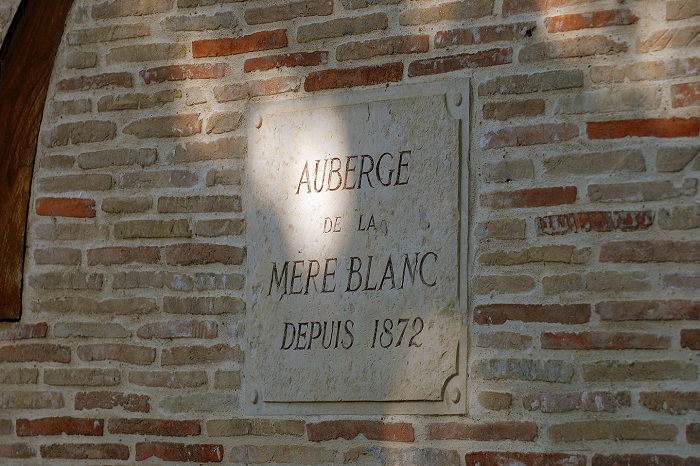 AUBERGE
DE LA
MERE BLANC
DEPUIS 1872